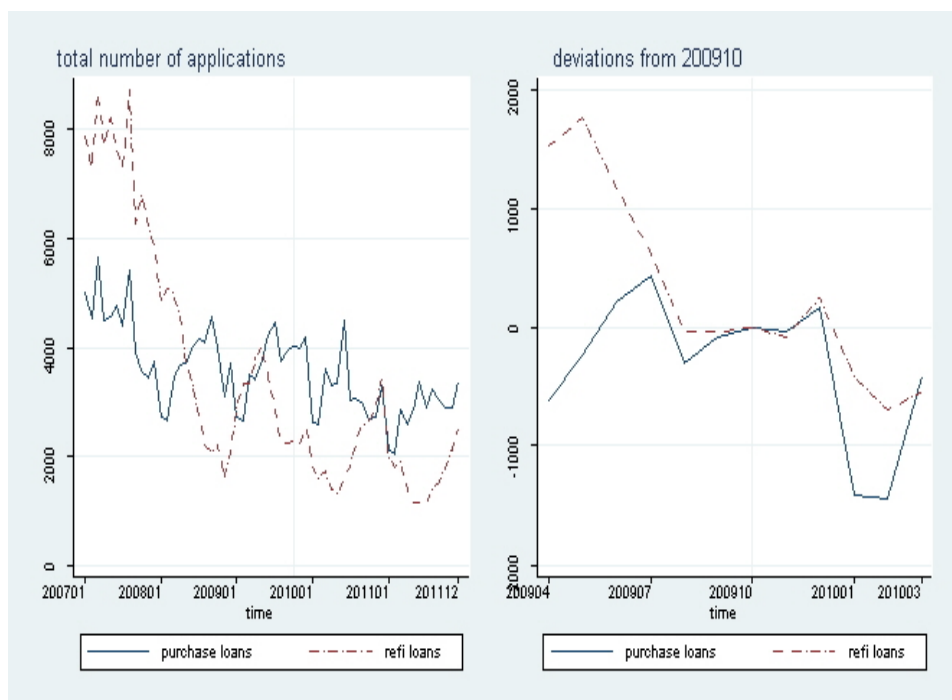 total number of applications
8000
6000
4000
2000
0
200701
200801
200901
201001
201101
201112
time
purchase loans
refi loans
deviations from 200910
2000
1000
0
-1000
-2000
200904
200907
200910
201001
201003
time
purchase loans
refi loans